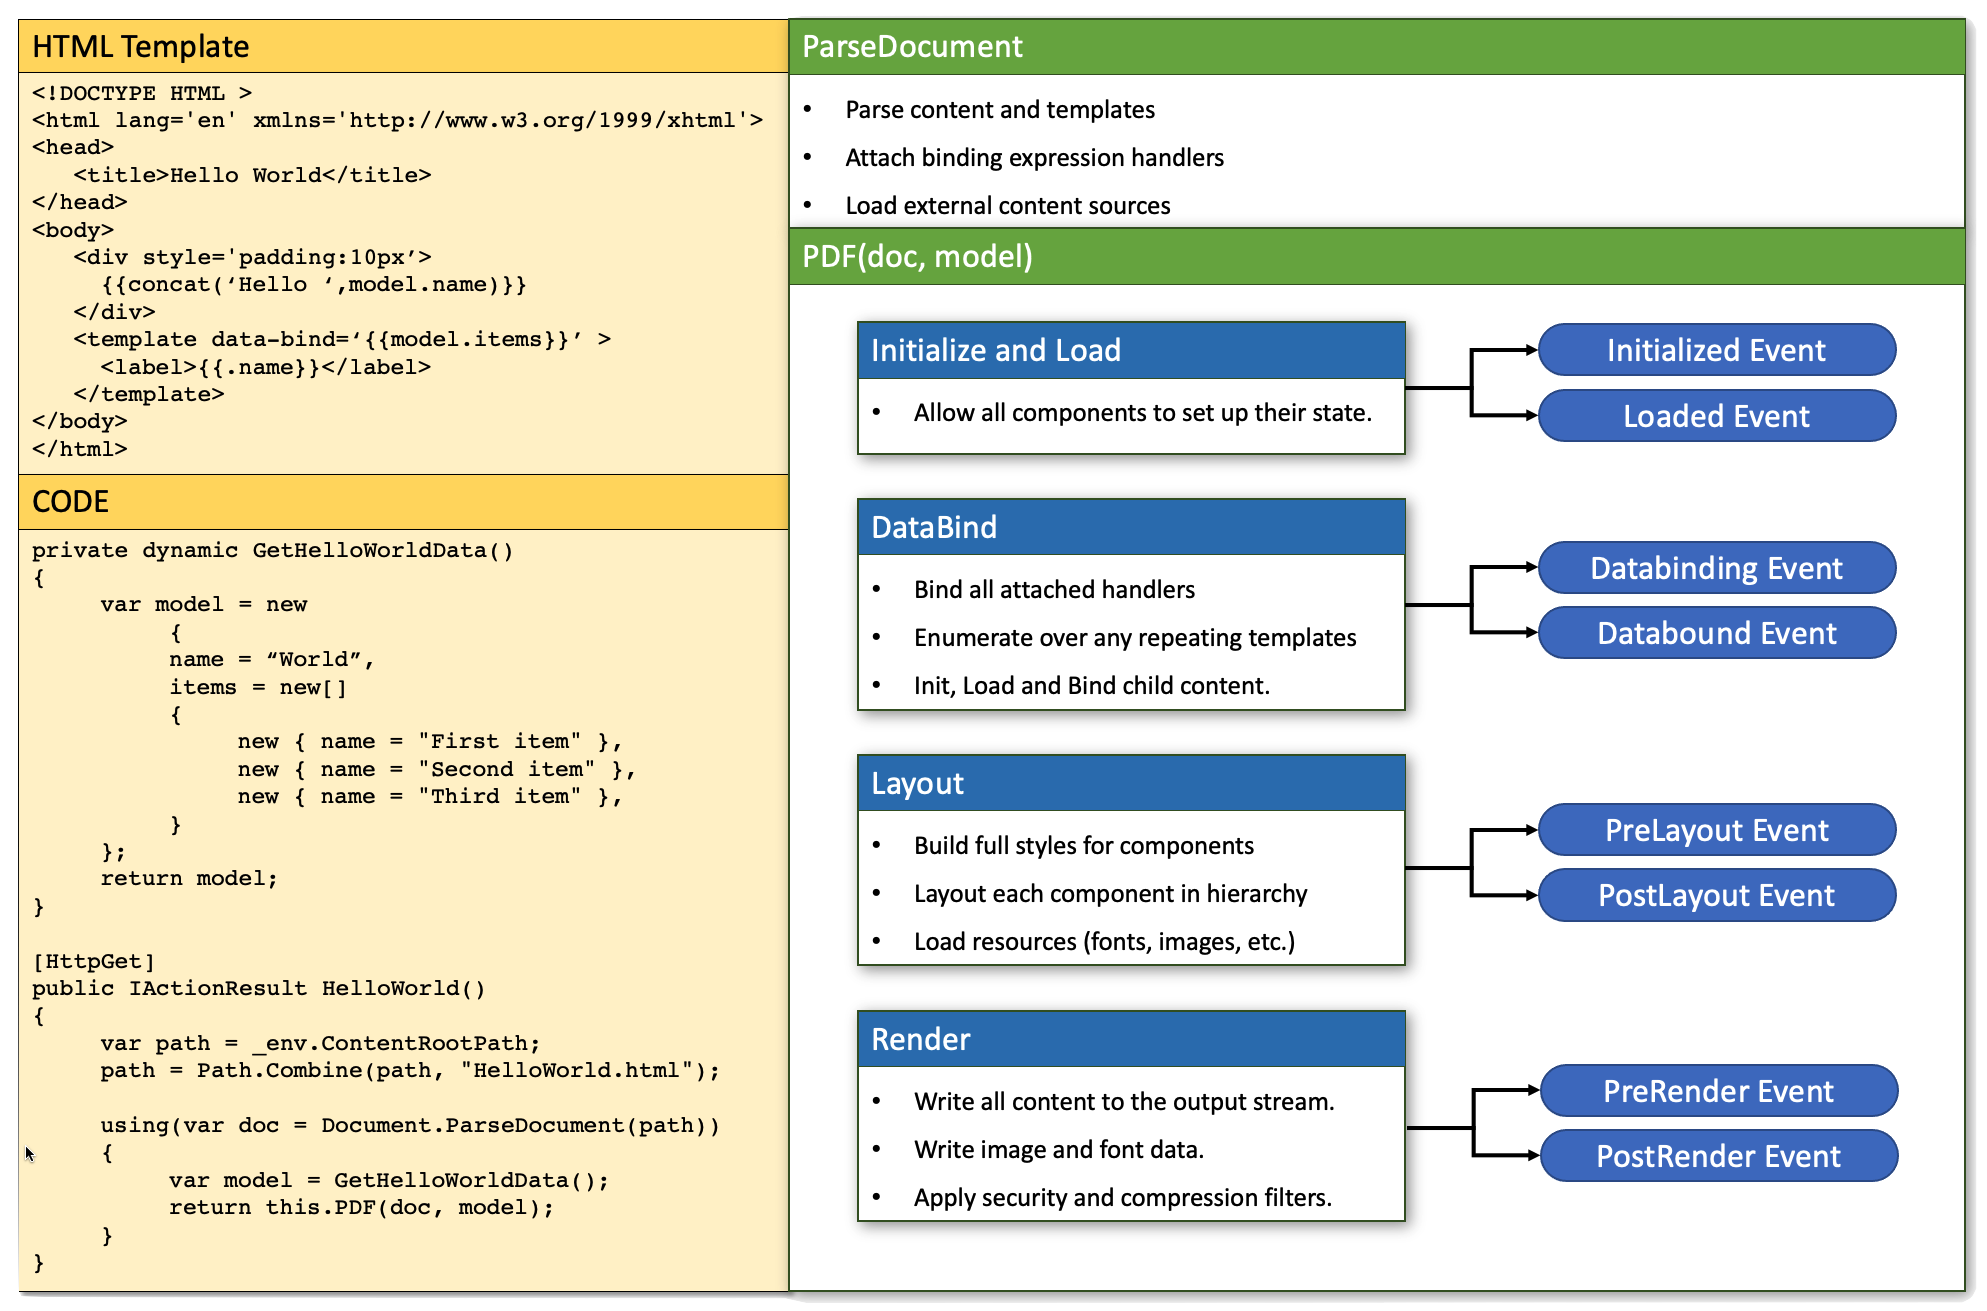 HTML Template
<!DOCTYPE HTML >
<html lang='en' xmlns='http://www.w3.org/1999/xhtml'>
<head>
   <title>Hello World</title>
</head>
<body>
   <div style='padding:10px’>
     {{concat(‘Hello ‘,model.name)}}
   </div>
   <template data-bind=‘{{model.items}}’ >
     <label>{{.name}}</label>
   </template>
</body>
</html>
CODE
private dynamic GetHelloWorldData()
{
     var model = new
          {
          name = “World”,
          items = new[]
          {
               new { name = "First item" },
               new { name = "Second item" },
               new { name = "Third item" },
          }
     };
     return model;
}
[HttpGet]
public IActionResult HelloWorld()
{
     var path = _env.ContentRootPath;
     path = Path.Combine(path, "HelloWorld.html");
     using(var doc = Document.ParseDocument(path))
     {
          var model = GetHelloWorldData();
          return this.PDF(doc, model);
     }
}
ParseDocument
• Parse content and templates
• Attach binding expression handlers
• Load external content sources
PDF(doc, model)
Initialize and Load
• Allow all components to set up their state.
Initialized Event
Loaded Event
DataBind
• Bind all attached handlers
• Enumerate over any repeating templates
• Init, Load and Bind child content.
Databinding Event
Databound Event
Layout
• Build full styles for components
• Layout each component in hierarchy
• Load resources (fonts, images, etc.)
PreLayout Event
PostLayout Event
Render
• Write all content to the output stream.
• Write image and font data.
• Apply security and compression filters.
PreRender Event
PostRender Event